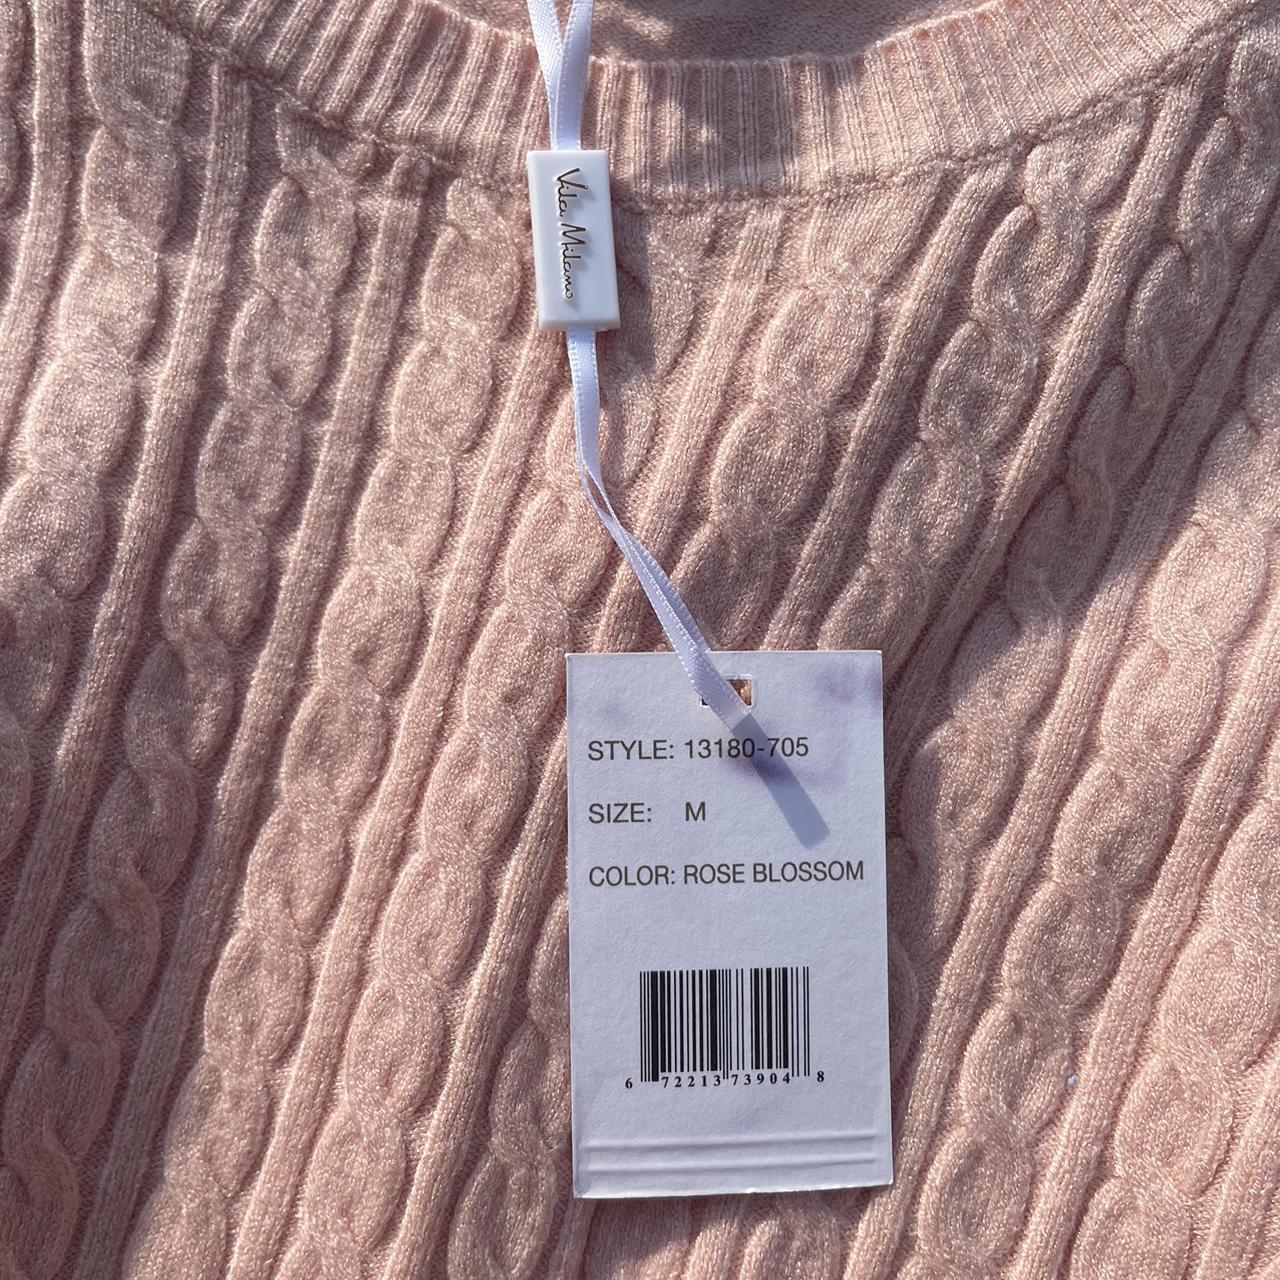 Vila Milano
STYLE: 13180-705
SIZE: M
COLOR: ROSE BLOSSOM
6 72213 73904 8